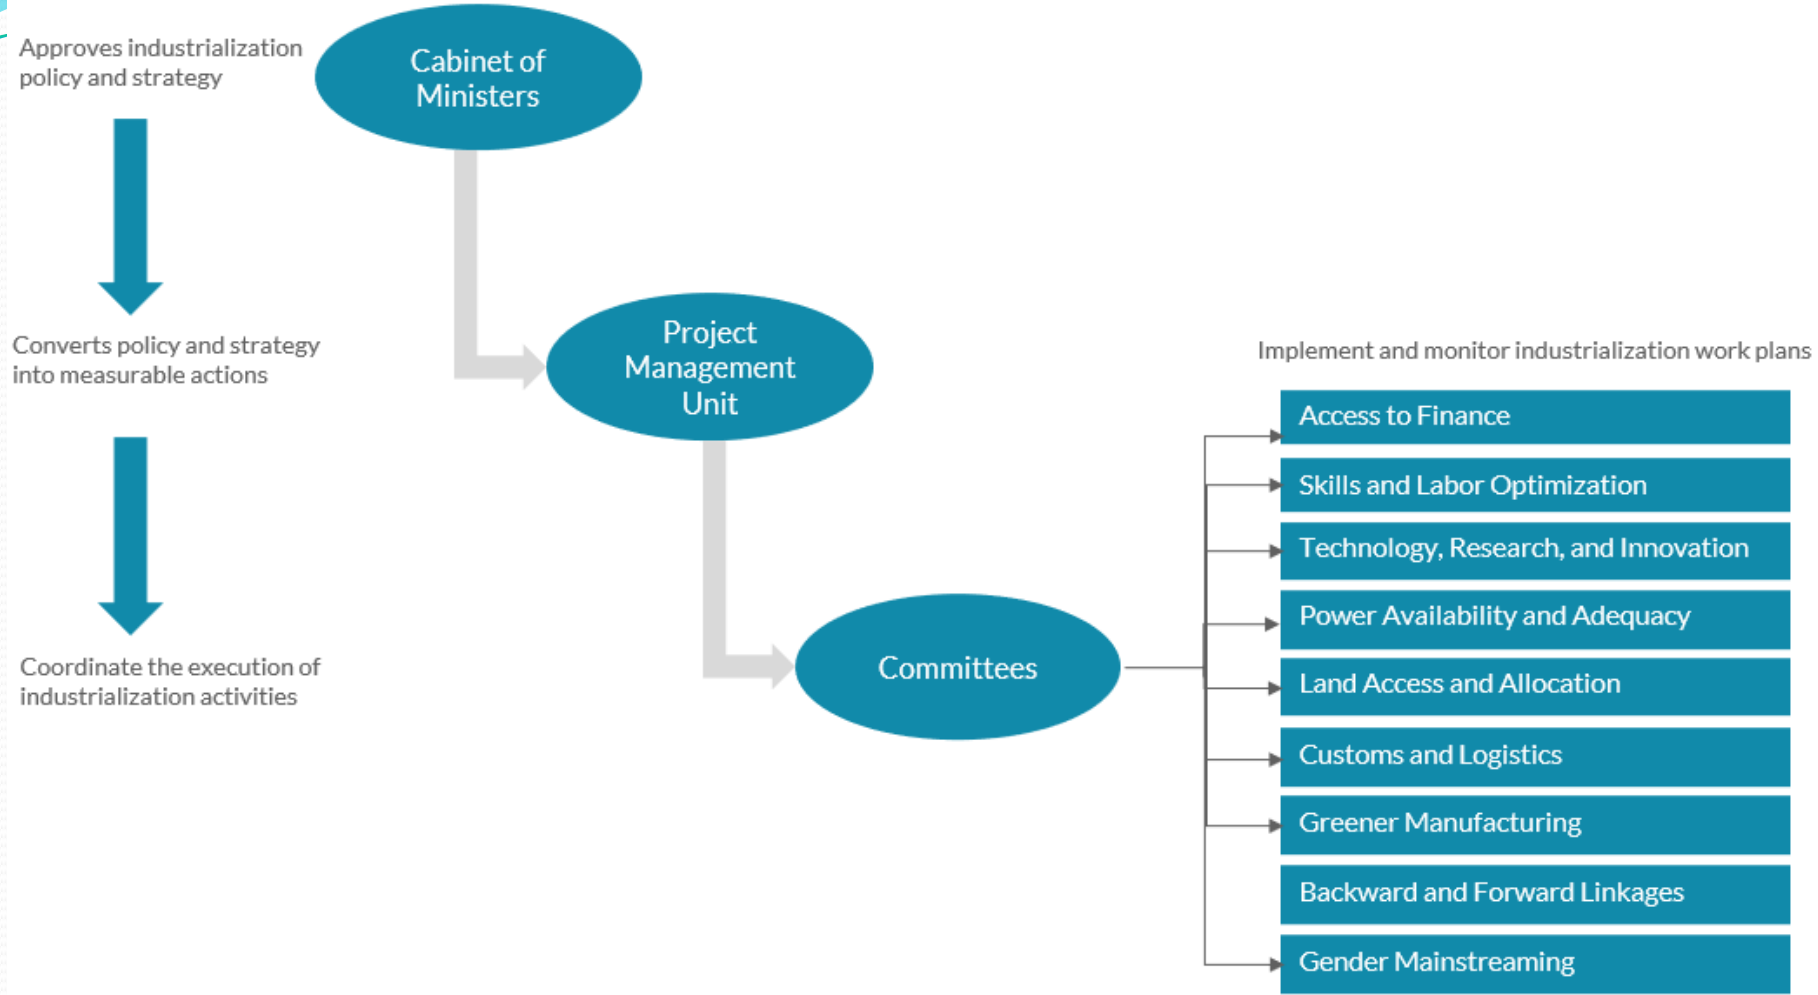 Approves industrialization
policy and strategy
Cabinet of
Ministers
Converts policy and strategy
into measurable actions
Project
Management
Unit
Coordinate the execution of
industrialization activities
Committees
Implement and monitor industrialization work plans
Access to Finance
Skills and Labor Optimization
Technology, Research, and Innovation
Power Availability and Adequacy
Land Access and Allocation
Customs and Logistics
Greener Manufacturing
Backward and Forward Linkages
Gender Mainstreaming